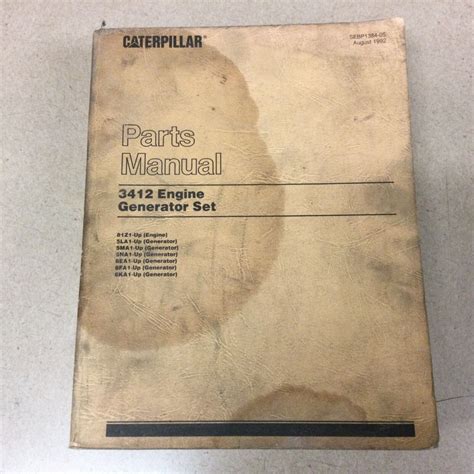 CATERPILLAR®
SEBP1384-05
August 1992
Parts
Manual
3412 Engine
Generator Set
81Z1-Up (Engine)
5LA1-Up (Generator)
5MA1-Up (Generator)
5NA1-Up (Generator)
6EA1-Up (Generator)
6FA1-Up (Generator)
6KA1-Up (Generator)